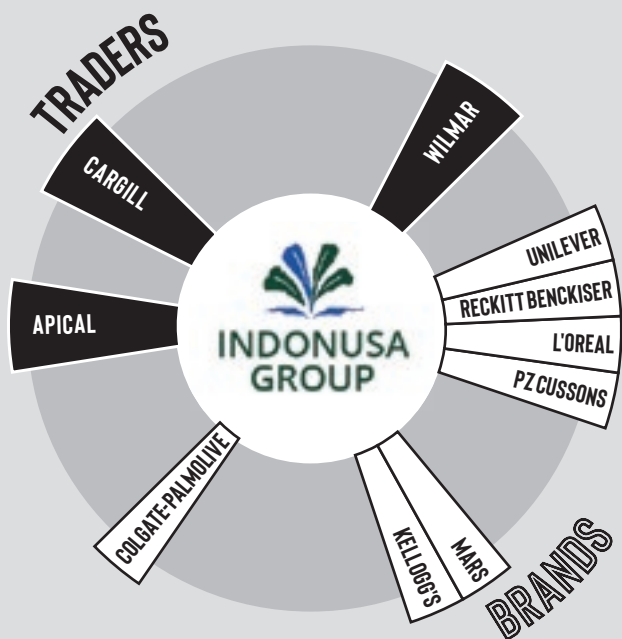 TRADERS
WILMAR
CARGILL
APICAL
INDONUSA
GROUP
UNILEVER
RECKITT BENCKISER
L'OREAL
PZ CUSSONS
COLGATE-PALMOLIVE
KELLOGG'S
MARS
BRANDS